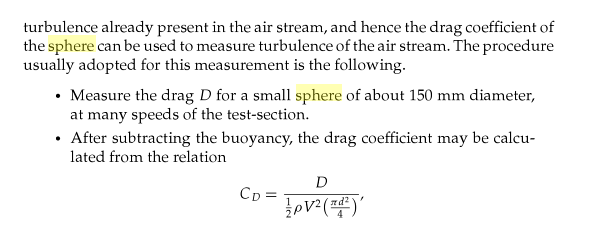 turbulence already present in the air stream, and hence the drag coefficient of
the sphere can be used to measure turbulence of the air stream. The procedure
usually adopted for this measurement is the following.
• Measure the drag D for a small sphere of about 150 mm diameter,
at many speeds of the test-section.
• After subtracting the buoyancy, the drag coefficient may be calcu-
lated from the relation
C_D = \frac{D}{\frac{1}{2}\rho V^2 (\frac{\pi d^2}{4})},